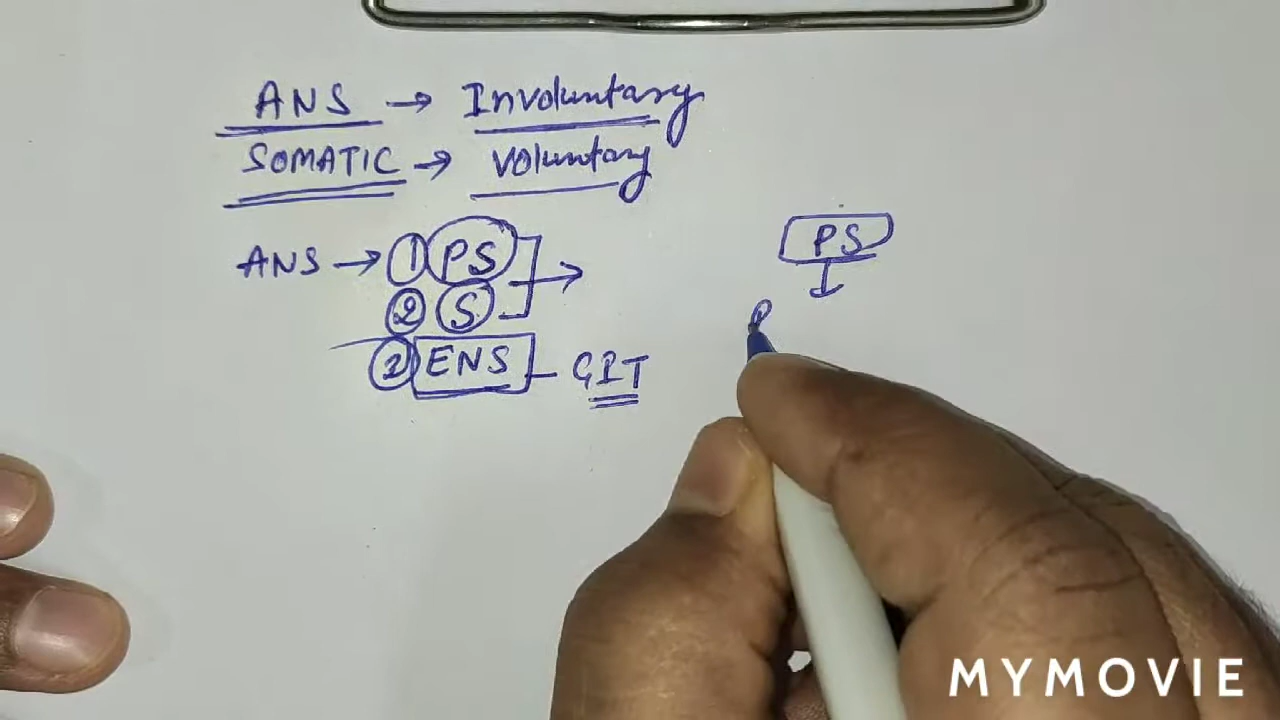 ANS → Involuntary
SOMATIC → Voluntary
ANS → ① PS
② S
② ENS - GIT
PS
P
MYMOVIE